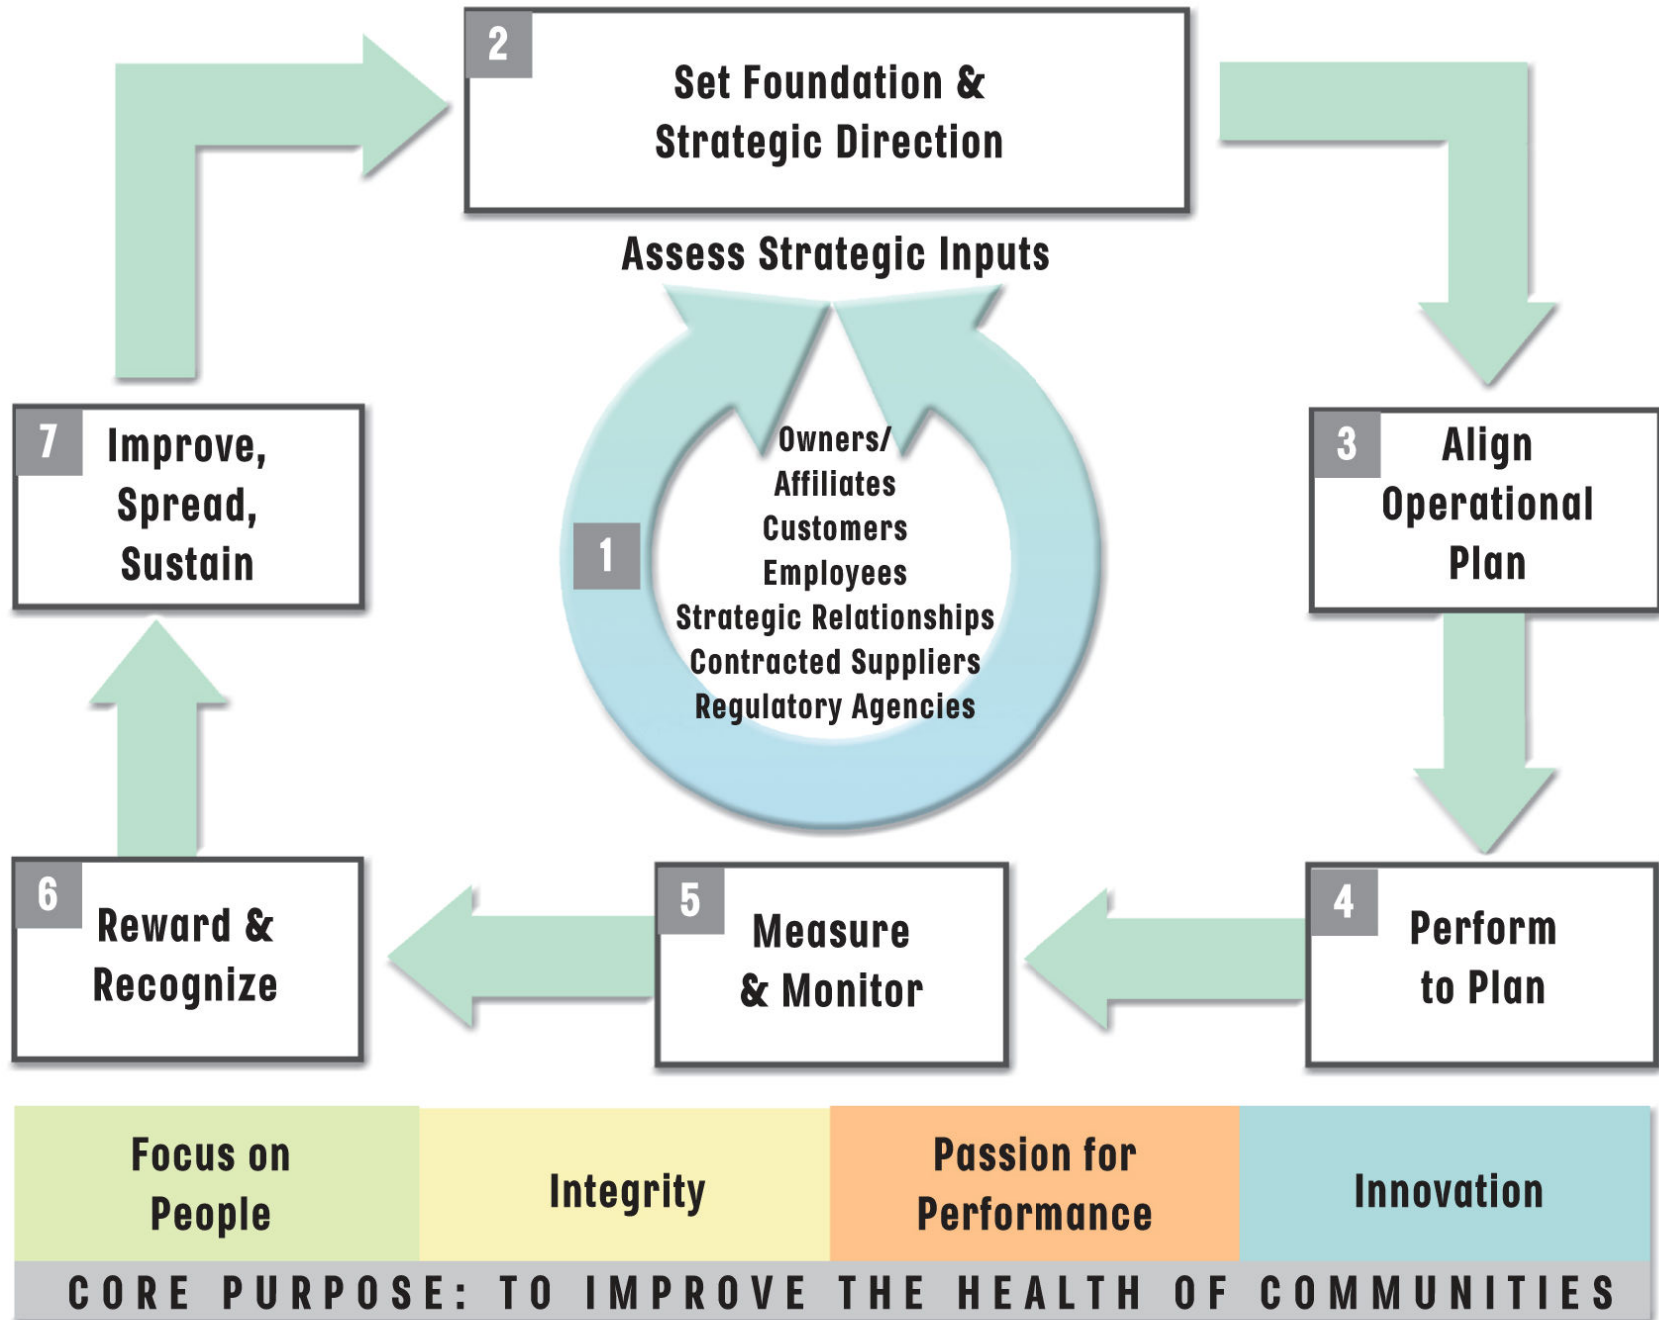 2
Set Foundation &
Strategic Direction
Assess Strategic Inputs
1
Owners/
Affiliates
Customers
Employees
Strategic Relationships
Contracted Suppliers
Regulatory Agencies
3
Align
Operational
Plan
4
Perform
to Plan
5
Measure
& Monitor
6
Reward &
Recognize
7
Improve,
Spread,
Sustain
Focus on
People
Integrity
Passion for
Performance
Innovation
CORE PURPOSE: TO IMPROVE THE HEALTH OF COMMUNITIES